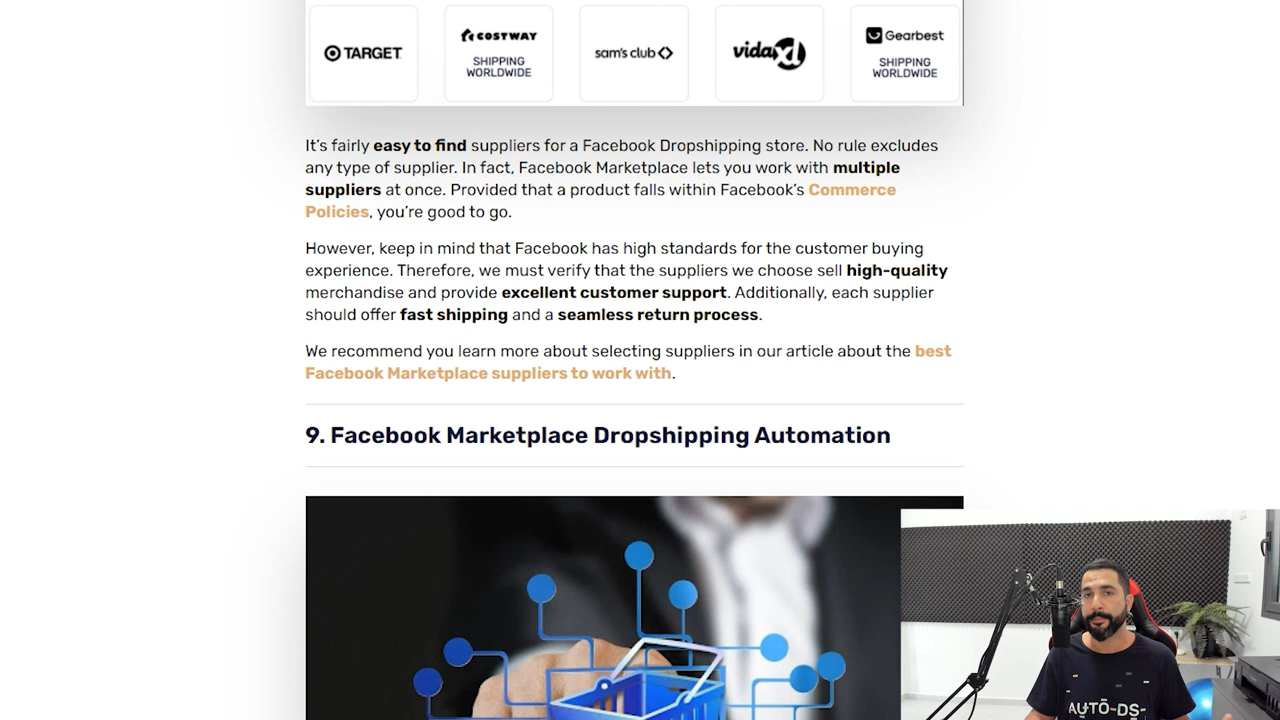 TARGET
COSTWAY
SHIPPING
WORLDWIDE
sam's club
vidaxl
Gearbest
SHIPPING
WORLDWIDE
It's fairly easy to find suppliers for a Facebook Dropshipping store. No rule excludes
any type of supplier. In fact, Facebook Marketplace lets you work with multiple
suppliers at once. Provided that a product falls within Facebook's Commerce
Policies, you're good to go.
However, keep in mind that Facebook has high standards for the customer buying
experience. Therefore, we must verify that the suppliers we choose sell high-quality
merchandise and provide excellent customer support. Additionally, each supplier
should offer fast shipping and a seamless return process.
We recommend you learn more about selecting suppliers in our article about the best
Facebook Marketplace suppliers to work with.
9. Facebook Marketplace Dropshipping Automation
AUTO-DS-